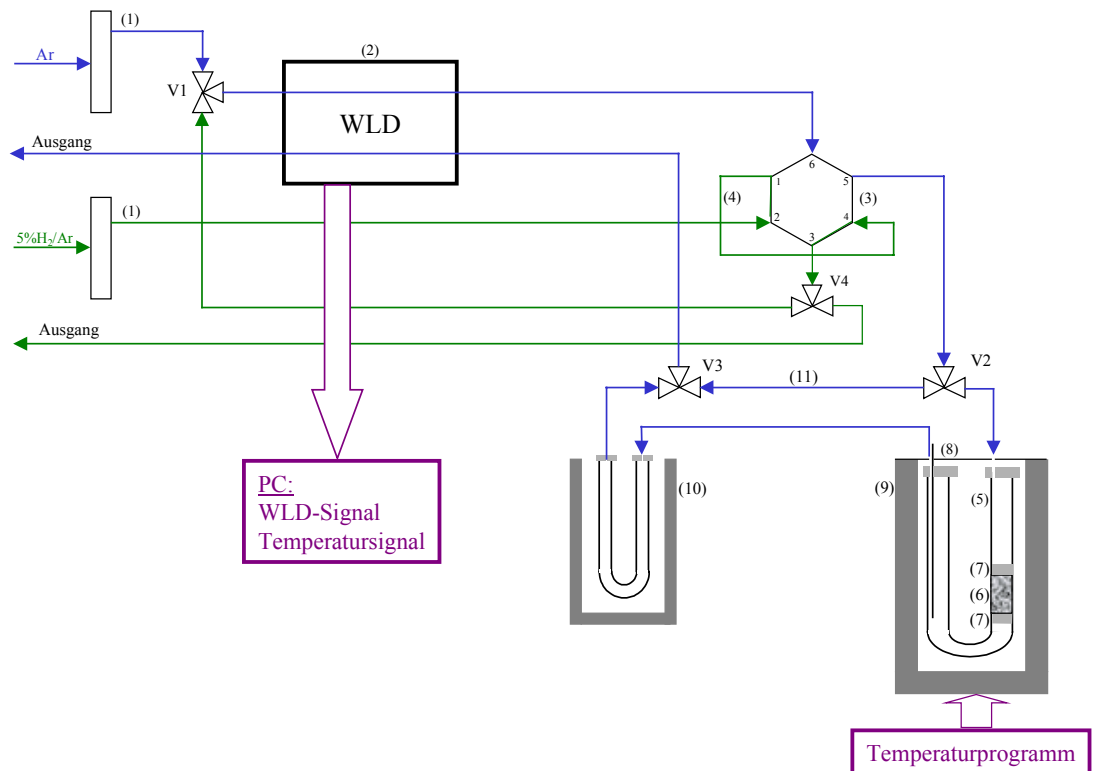 (1)
(2)
Ar
V1
WLD
Ausgang
6
1
5
(4)
(3)
(1)
2
4
5%H₂/Ar
3
V4
Ausgang
V3
(11)
V2
(8)
(10)
(9)
(5)
PC:
WLD-Signal
Temperatursignal
(7)
(6)
(7)
Temperaturprogramm